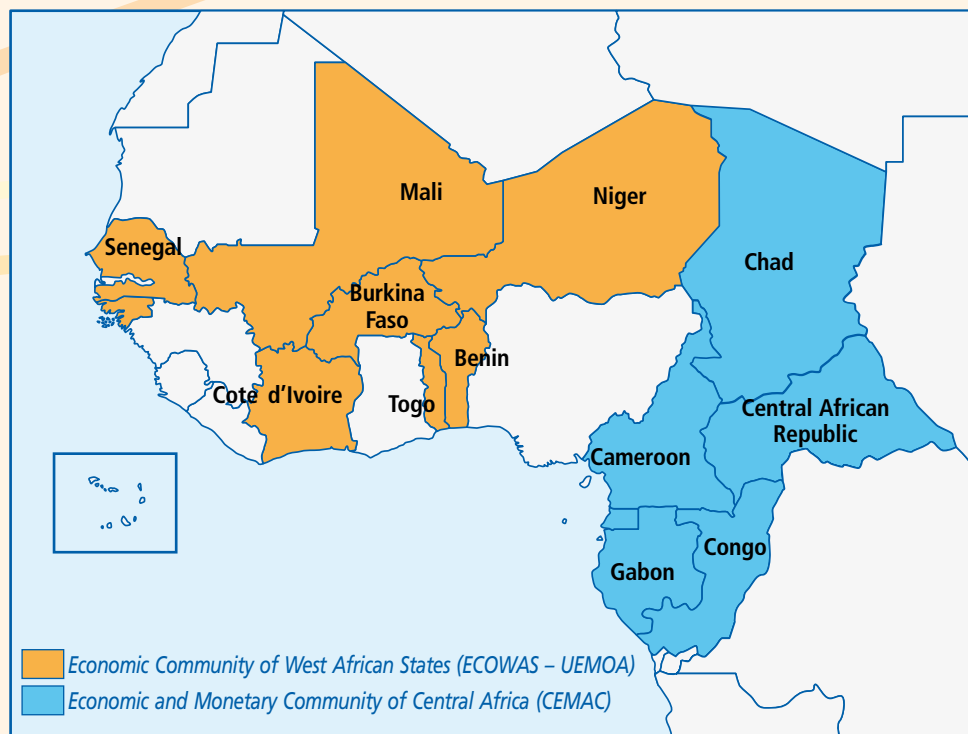 Mali
Niger
Senegal
Chad
Burkina
Faso
Benin
Cote d'Ivoire
Togo
Central African
Republic
Cameroon
Congo
Gabon
Economic Community of West African States (ECOWAS – UEMOA)
Economic and Monetary Community of Central Africa (CEMAC)